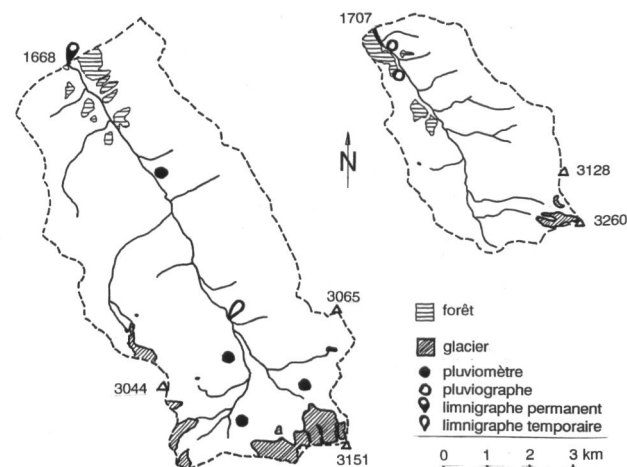 1707
1668
N
3128
3260
3065
forêt
glacier
pluviomètre
3044
pluviographe
limnigraphe permanent
limnigraphe temporaire
3151
0 1 2 3 km